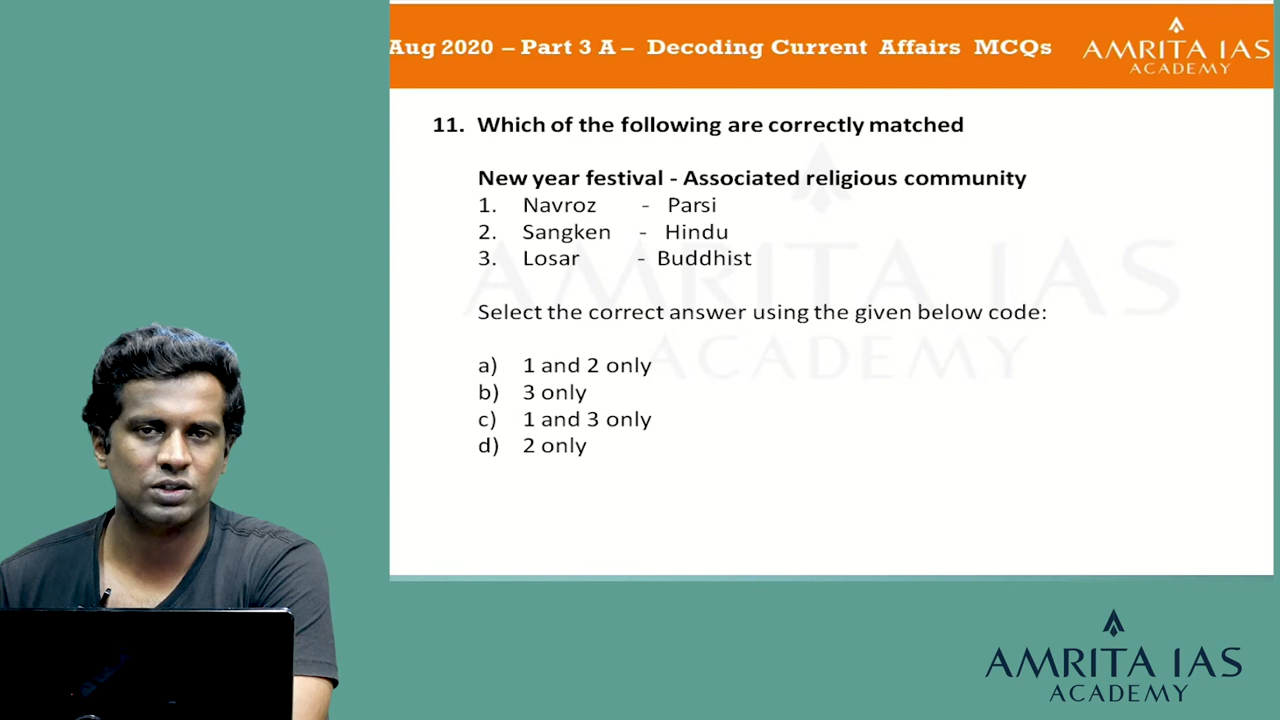 Aug 2020 – Part 3 A – Decoding Current Affairs MCQs
AMRITA IAS
ACADEMY
11. Which of the following are correctly matched
New year festival - Associated religious community
1. Navroz - Parsi
2. Sangken - Hindu
3. Losar - Buddhist
AMRITA IAS
ACADEMY
Select the correct answer using the given below code:
a) 1 and 2 only
b) 3 only
c) 1 and 3 only
d) 2 only
AMRITA IAS
ACADEMY